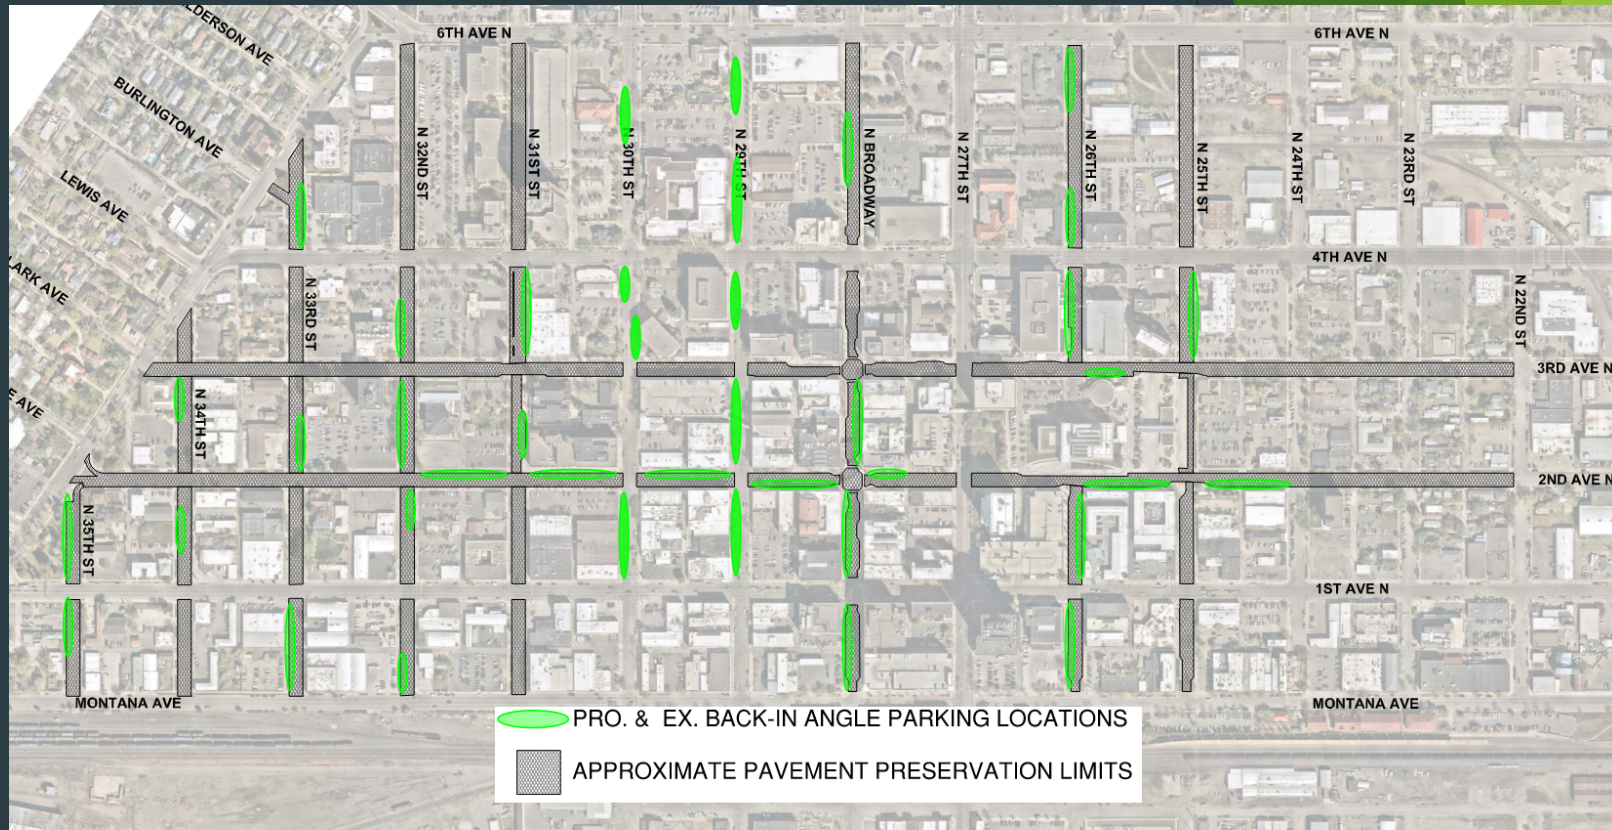 6TH AVE N
6TH AVE N
LDERSON AVE
BURLINGTON AVE
LEWIS AVE
LARK AVE
E AVE
N 32ND ST
N 31ST ST
N 30TH ST
N 29TH ST
N BROADWAY
N 27TH ST
N 26TH ST
N 25TH ST
N 24TH ST
N 23RD ST
4TH AVE N
N 22ND ST
N 33RD ST
3RD AVE N
N 34TH ST
2ND AVE N
N 35TH ST
1ST AVE N
MONTANA AVE
MONTANA AVE
PRO. & EX. BACK-IN ANGLE PARKING LOCATIONS
APPROXIMATE PAVEMENT PRESERVATION LIMITS